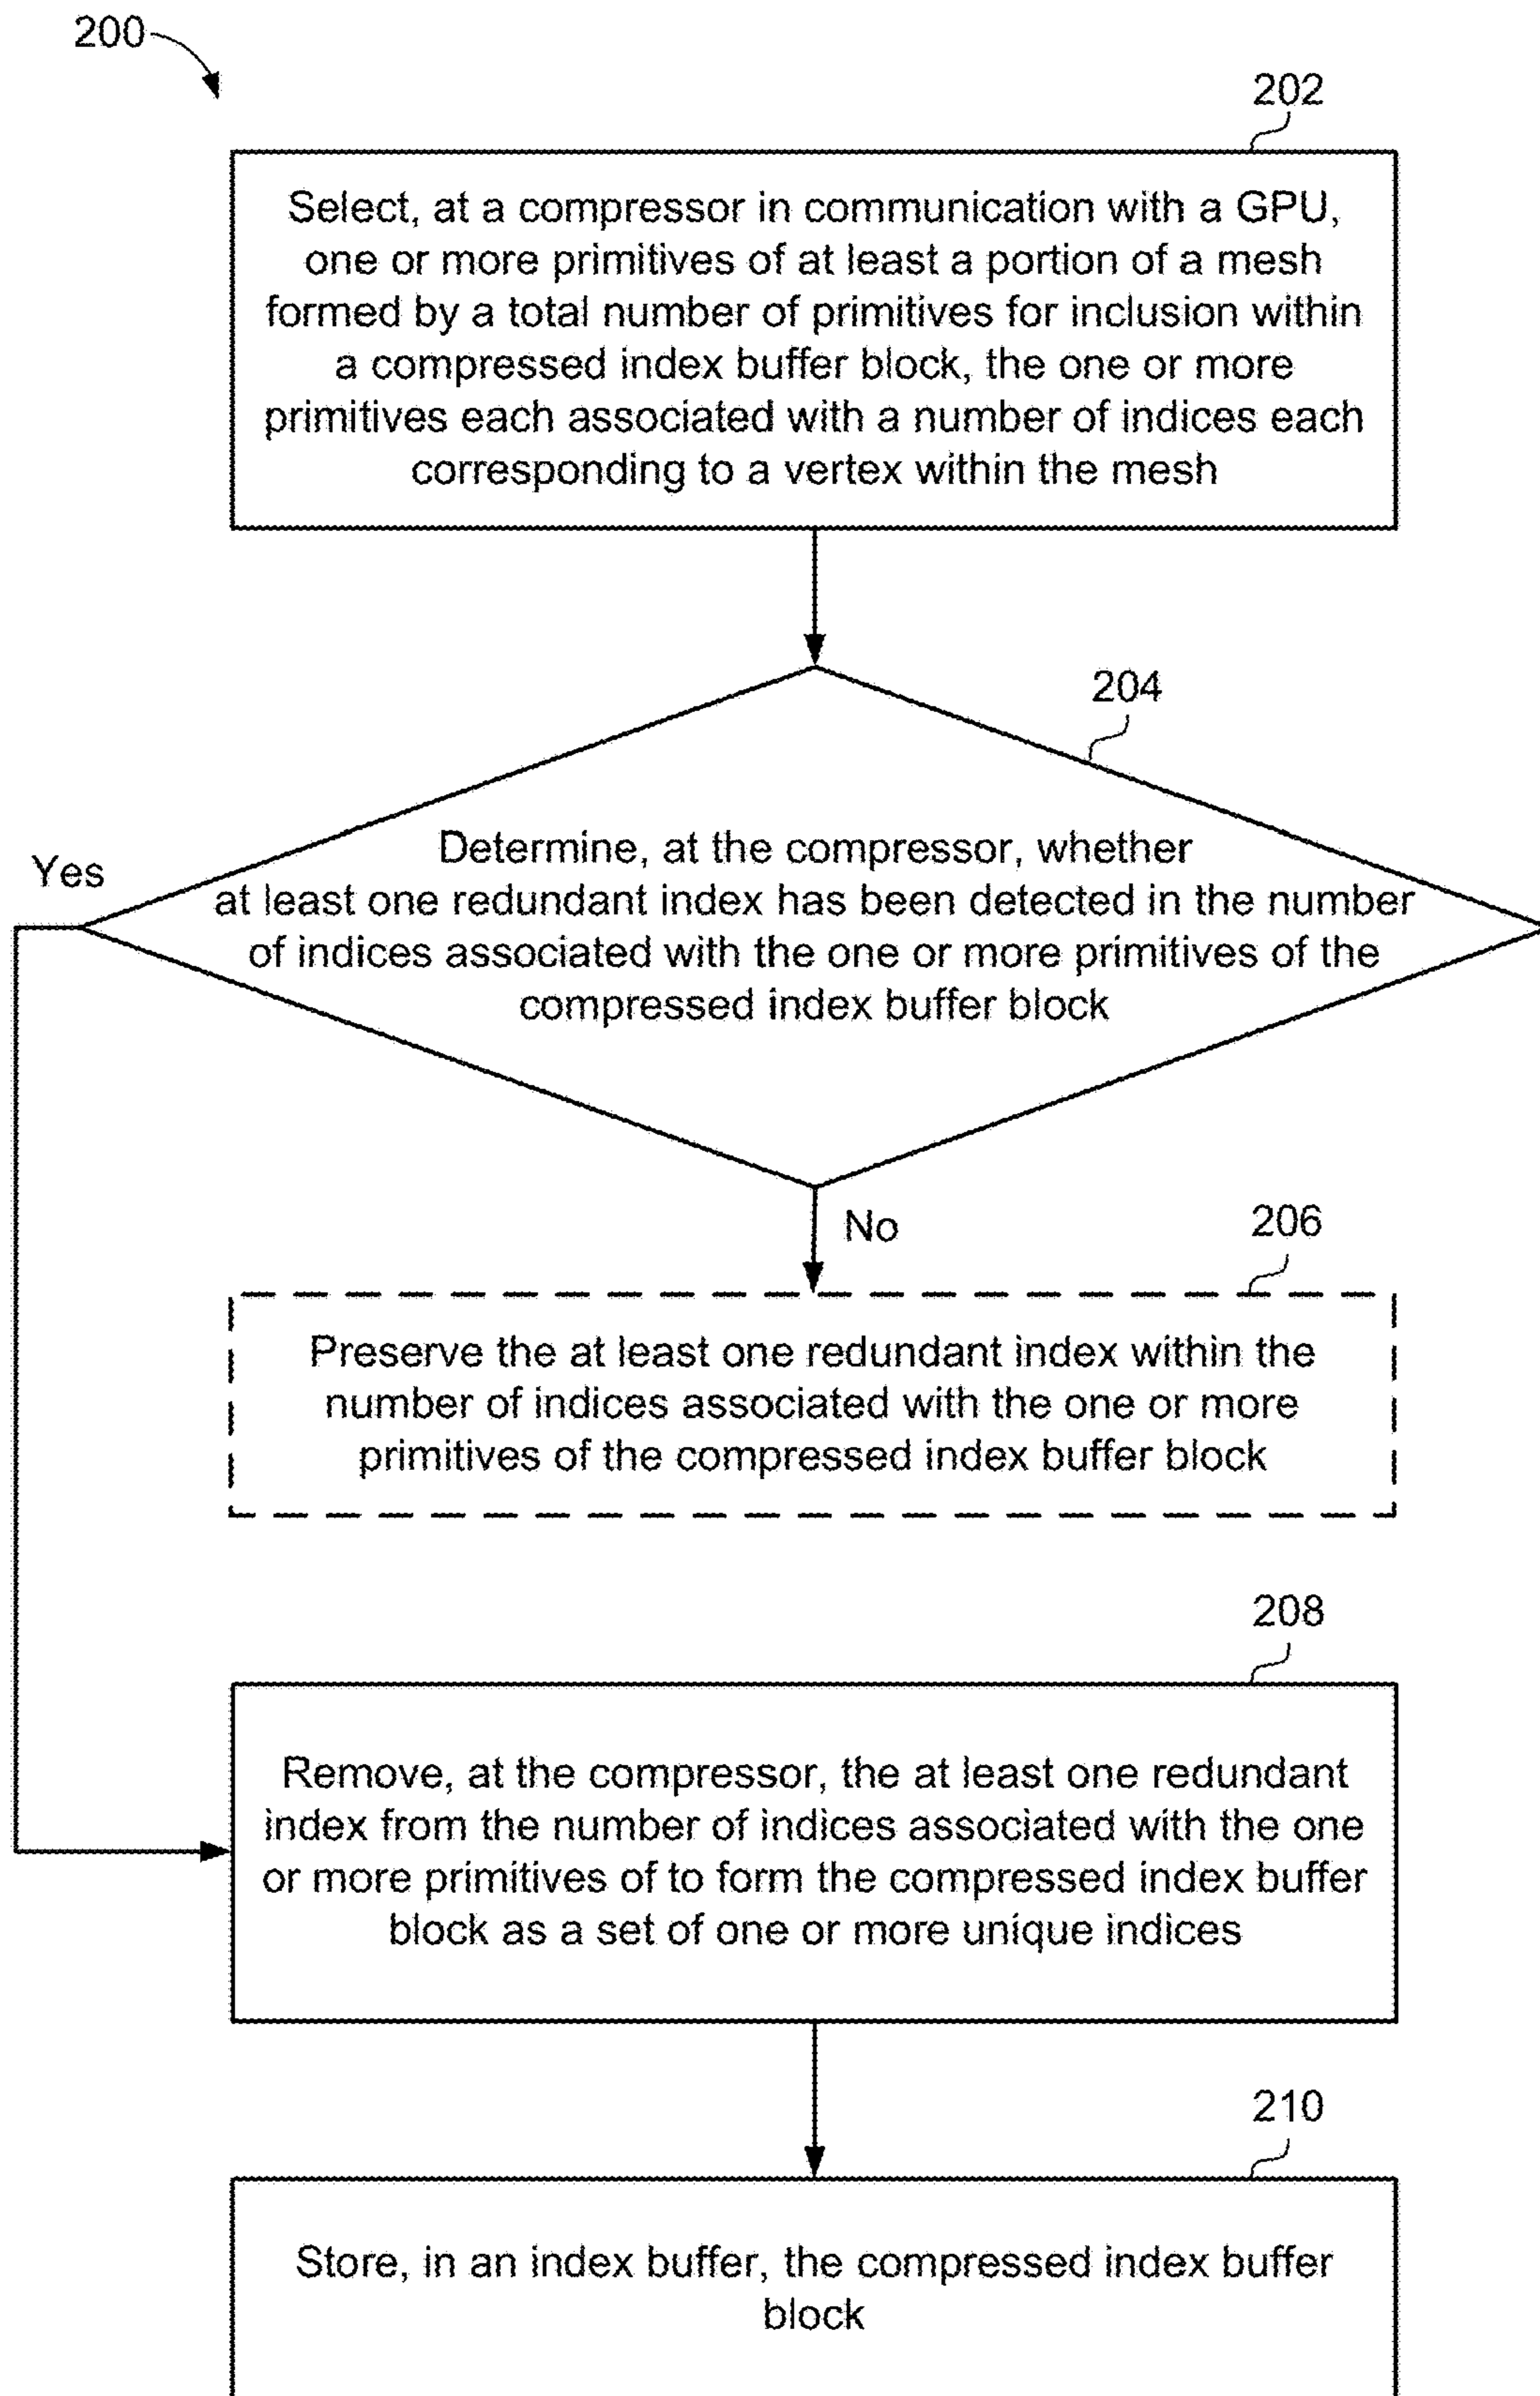 200
202
Select, at a compressor in communication with a GPU,
one or more primitives of at least a portion of a mesh
formed by a total number of primitives for inclusion within
a compressed index buffer block, the one or more
primitives each associated with a number of indices each
corresponding to a vertex within the mesh
204
Yes
Determine, at the compressor, whether
at least one redundant index has been detected in the number
of indices associated with the one or more primitives of the
compressed index buffer block
No
206
Preserve the at least one redundant index within the
number of indices associated with the one or more
primitives of the compressed index buffer block
208
Remove, at the compressor, the at least one redundant
index from the number of indices associated with the one
or more primitives of to form the compressed index buffer
block as a set of one or more unique indices
210
Store, in an index buffer, the compressed index buffer
block